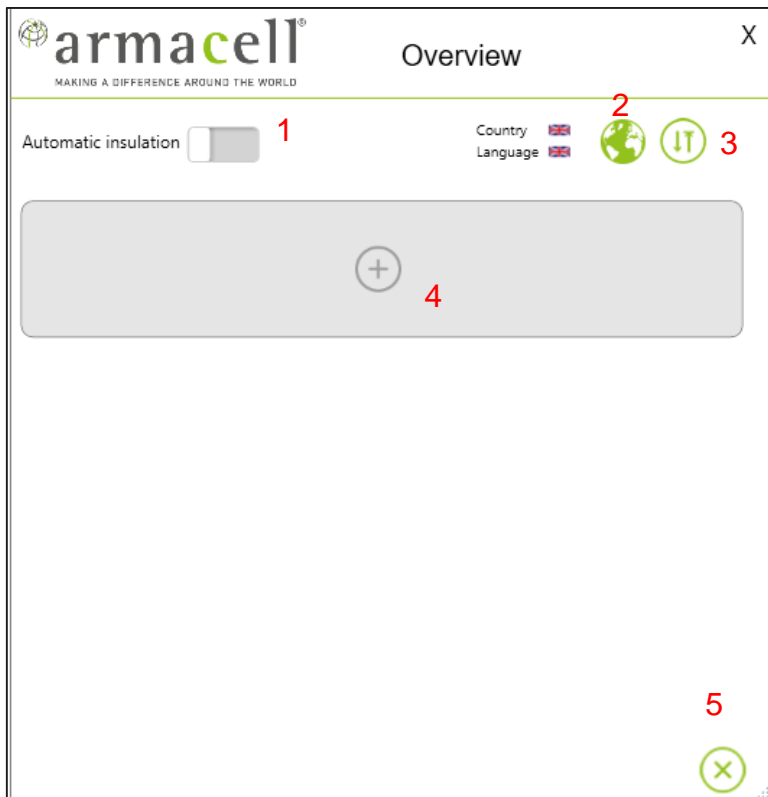 armacell®
MAKING A DIFFERENCE AROUND THE WORLD
Overview
X
Automatic insulation
1
Country
Language
2
3
4
5